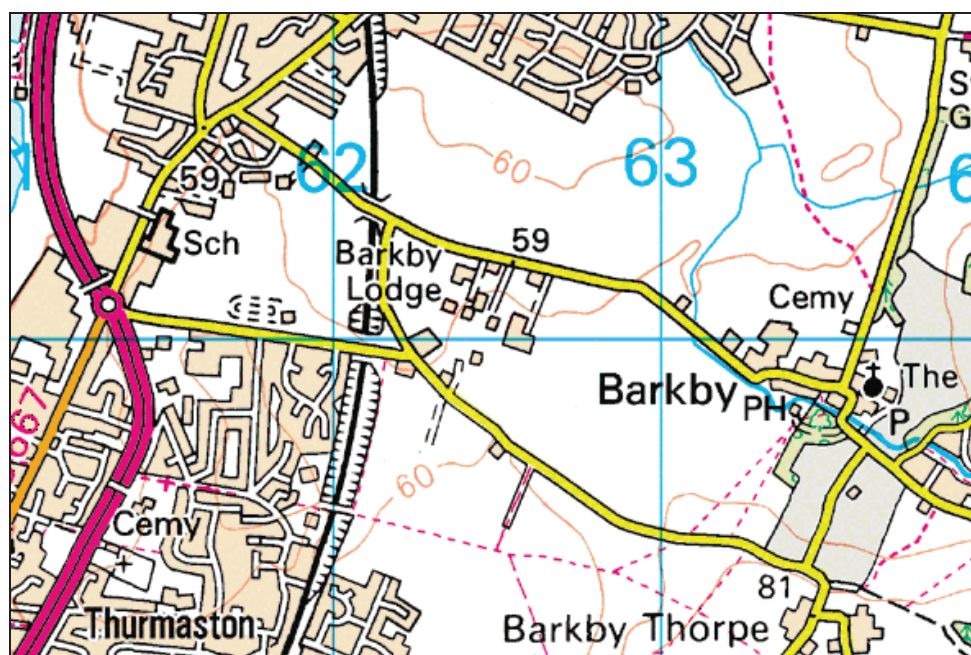 S
G
62
63
6
59
Sch
59
Barkby
Lodge
60
Cemy
Barkby
PH
The
P
867
60
Cemy
81
Thurmaston
Barkby Thorpe